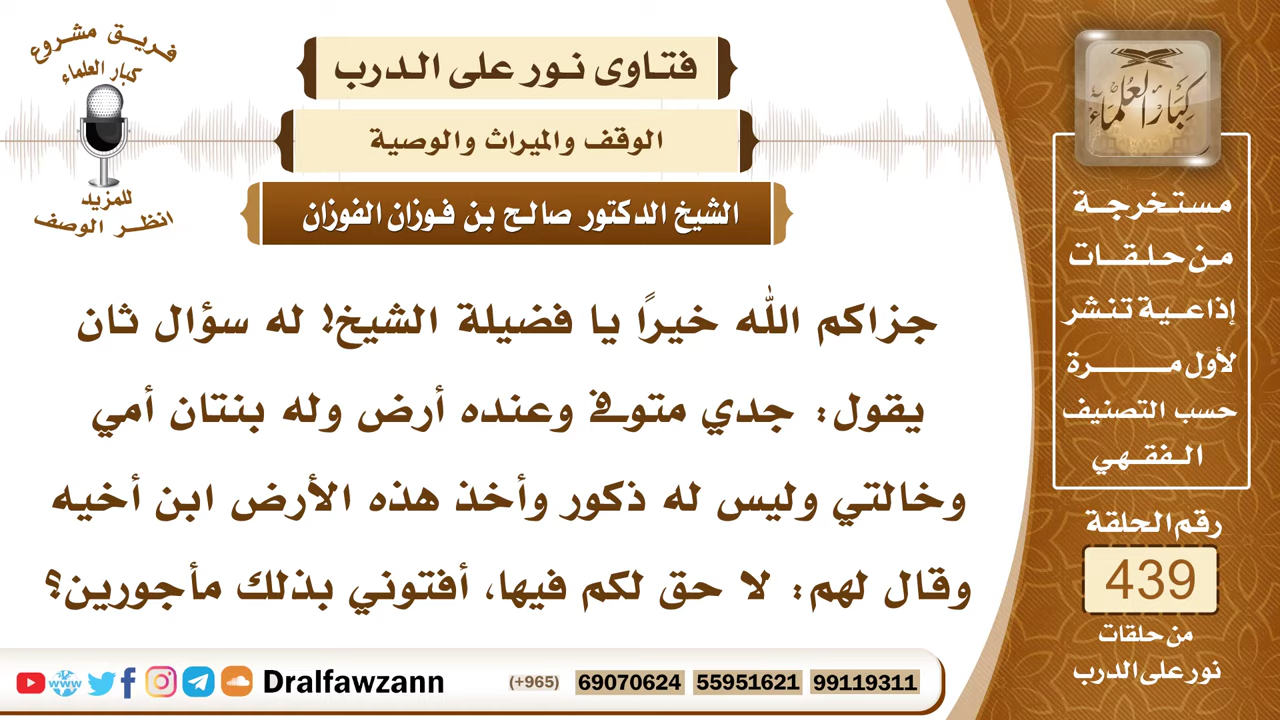 فريق مشروع
كبار العلماء
للمزيد
انظر الوصف
فتاوى نور على الدرب
الوقف والميراث والوصية
الشيخ الدكتور صالح بن فوزان الفوزان
جزاكم الله خيرًا يا فضيلة الشيخ! له سؤال ثان
يقول: جدي متوفى وعنده أرض وله بنتان أمي
وخالتي وليس له ذكور وأخذ هذه الأرض ابن أخيه
وقال لهم: لا حق لكم فيها، أفتوني بذلك مأجورين؟
كبار العلماء
مستخرجة
من حلقات
إذاعية تنشر
لأول مرة
حسب التصنيف
الفقهي
رقم الحلقة
439
من حلقات
نور على الدرب
www
Dralfawzann
(+965) 69070624 55951621 99119311